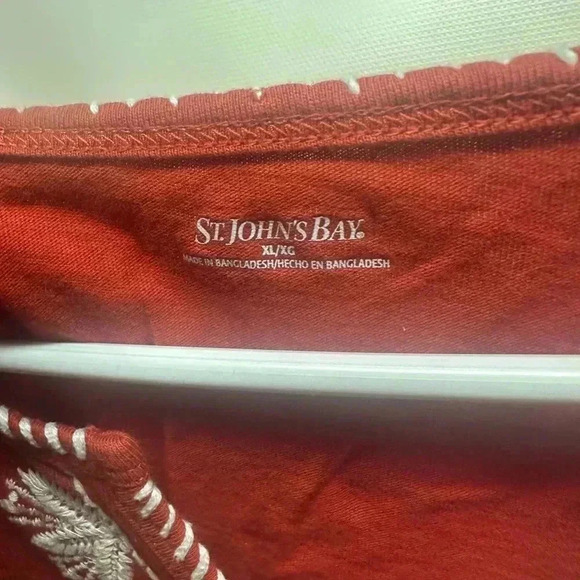 ST. JOHN'S BAY®
XL/XG
MADE IN BANGLADESH/HECHO EN BANGLADESH